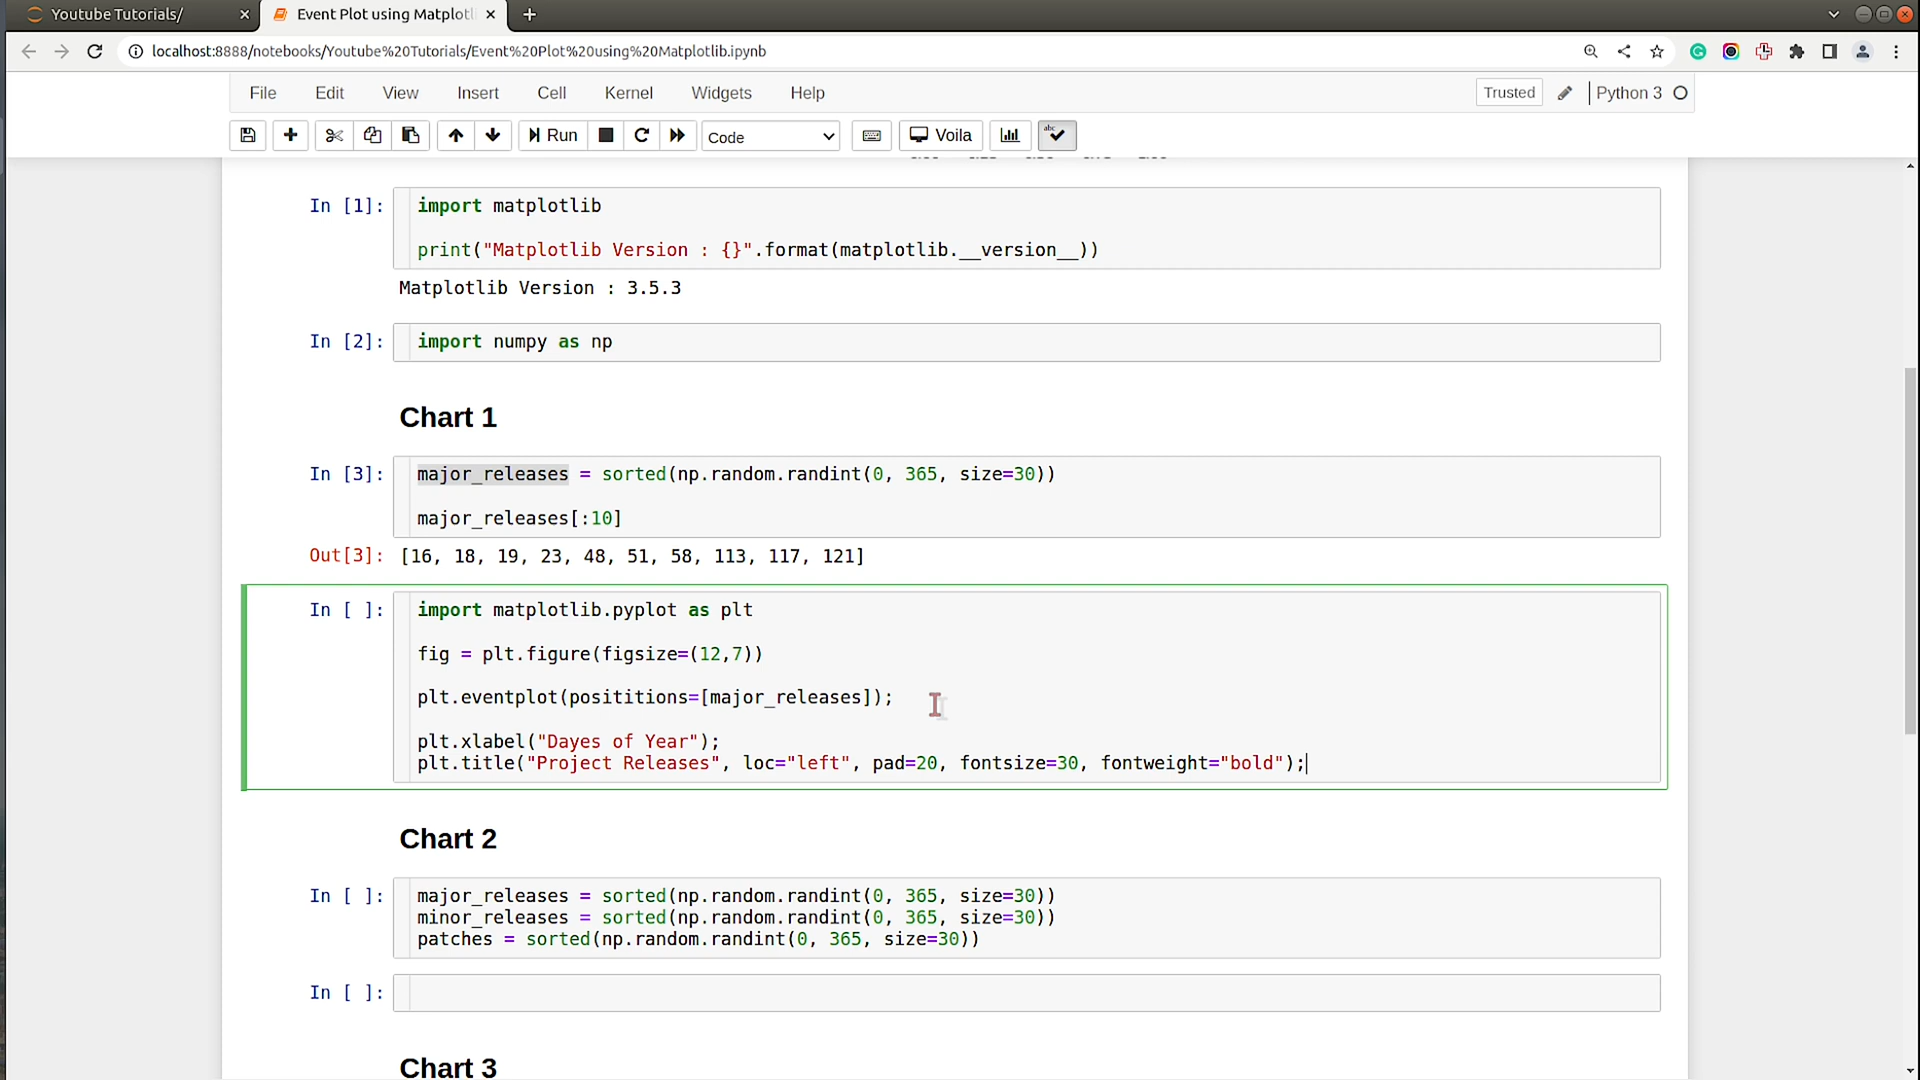 Youtube Tutorials/
Event Plot using Matplotl
localhost:8888/notebooks/Youtube%20Tutorials/Event%20Plot%20using%20Matplotlib.ipynb
File Edit View Insert Cell Kernel Widgets Help Trusted Python 3
Run Code Voila
In [1]: import matplotlib
print("Matplotlib Version : {}".format(matplotlib.__version__))
Matplotlib Version : 3.5.3
In [2]: import numpy as np
Chart 1
In [3]: major_releases = sorted(np.random.randint(0, 365, size=30))
major_releases[:10]
Out[3]: [16, 18, 19, 23, 48, 51, 58, 113, 117, 121]
In [ ]: import matplotlib.pyplot as plt
fig = plt.figure(figsize=(12,7))
plt.eventplot(posititions=[major_releases]);
plt.xlabel("Dayes of Year");
plt.title("Project Releases", loc="left", pad=20, fontsize=30, fontweight="bold");
Chart 2
In [ ]: major_releases = sorted(np.random.randint(0, 365, size=30))
minor_releases = sorted(np.random.randint(0, 365, size=30))
patches = sorted(np.random.randint(0, 365, size=30))
In [ ]:
Chart 3